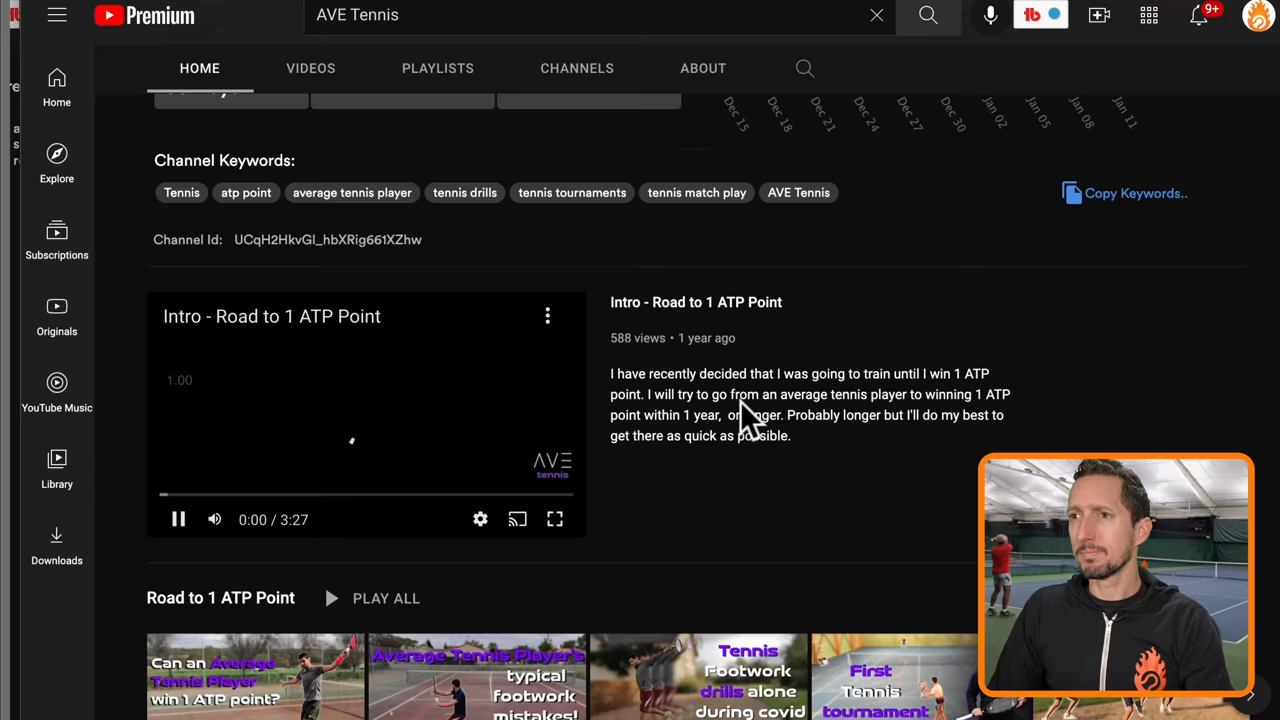 Premium
AVE Tennis
9+
HOME
VIDEOS
PLAYLISTS
CHANNELS
ABOUT
Dec 15
Dec 18
Dec 21
Dec 24
Dec 27
Dec 30
Jan 02
Jan 05
Jan 08
Jan 11
Home
Explore
Subscriptions
Originals
YouTube Music
Library
Downloads
Channel Keywords:
Tennis
atp point
average tennis player
tennis drills
tennis tournaments
tennis match play
AVE Tennis
Copy Keywords..
Channel Id: UCqH2HkvGl_hbXRig661XZhw
Intro - Road to 1 ATP Point
1.00
AVE
tennis
0:00 / 3:27
Intro - Road to 1 ATP Point
588 views • 1 year ago
I have recently decided that I was going to train until I win 1 ATP
point. I will try to go from an average tennis player to winning 1 ATP
point within 1 year, or longer. Probably longer but I'll do my best to
get there as quick as possible.
Road to 1 ATP Point
PLAY ALL
Can an Average
Tennis Player
win 1 ATP point?
Average Tennis Player's
typical
footwork
mistakes!
Tennis
Footwork
drills alone
during covid
First
Tennis
tournament